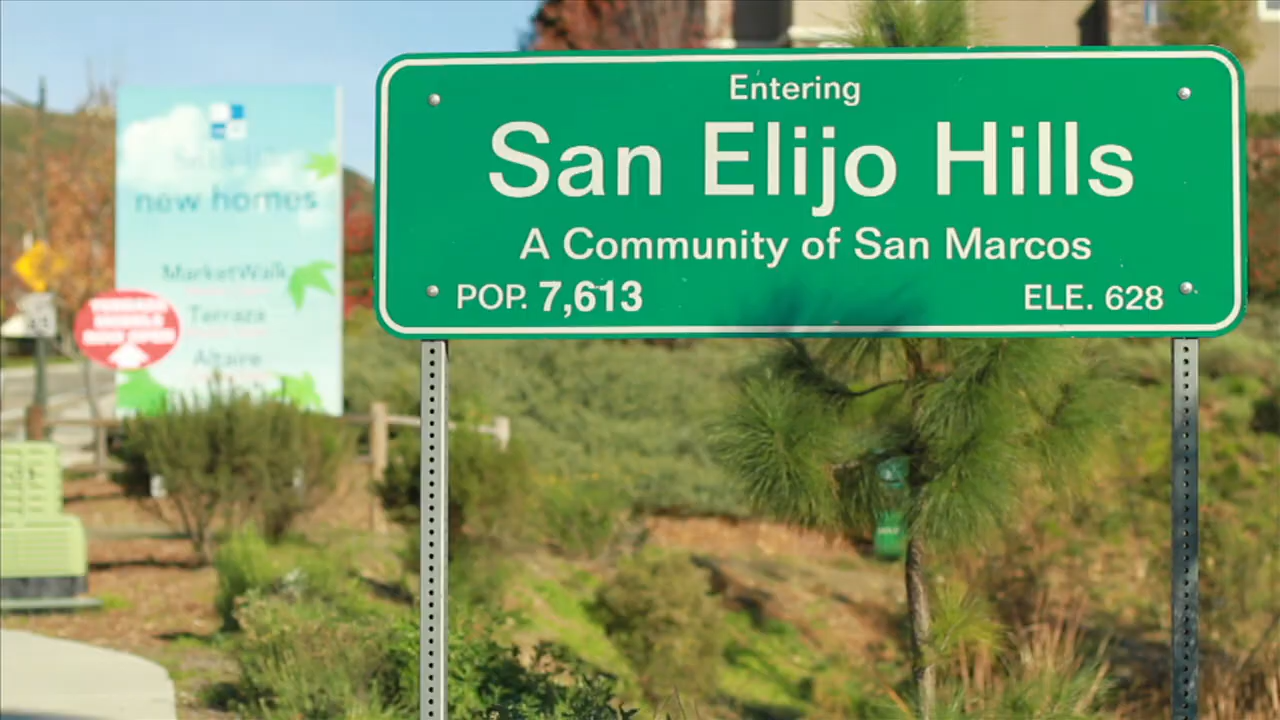 Entering
San Elijo Hills
A Community of San Marcos
POP. 7,613
ELE. 628
new homes
MarketWalk
Terraza
Altaire